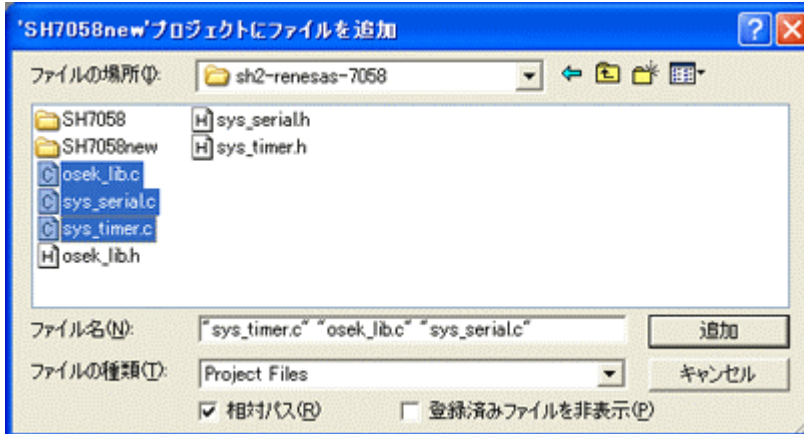 'SH7058new'プロジェクトにファイルを追加
ファイルの場所(I):
sh2-renesas-7058
SH7058
SH7058new
osek_lib.c
sys_serial.c
sys_timer.c
osek_lib.h
sys_serial.h
sys_timer.h
ファイル名(N):
"sys_timer.c" "osek_lib.c" "sys_serial.c"
追加
ファイルの種類(T):
Project Files
キャンセル
相対パス(R)
登録済みファイルを非表示(P)